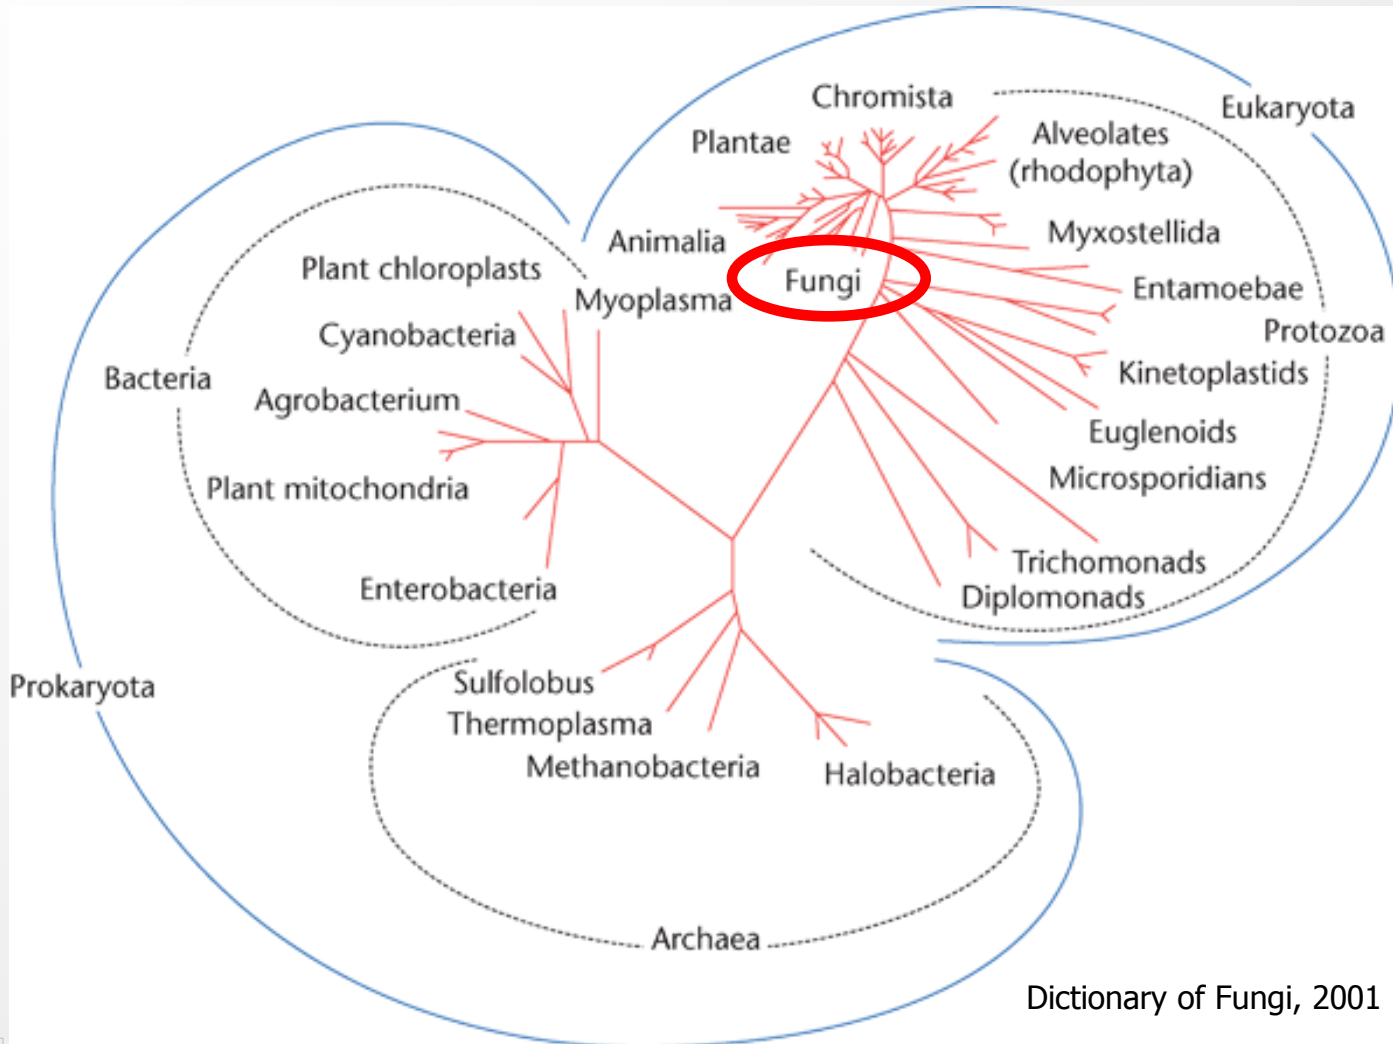 Chromista
Eukaryota
Plantae
Alveolates
(rhodophyta)
Animalia
Myxostellida
Plant chloroplasts
Fungi
Myoplasma
Entamoebae
Cyanobacteria
Protozoa
Bacteria
Kinetoplastids
Agrobacterium
Euglenoids
Microsporidians
Plant mitochondria
Trichomonads
Enterobacteria
Diplomonads
Prokaryota
Sulfolobus
Thermoplasma
Methanobacteria
Halobacteria
Archaea
Dictionary of Fungi, 2001